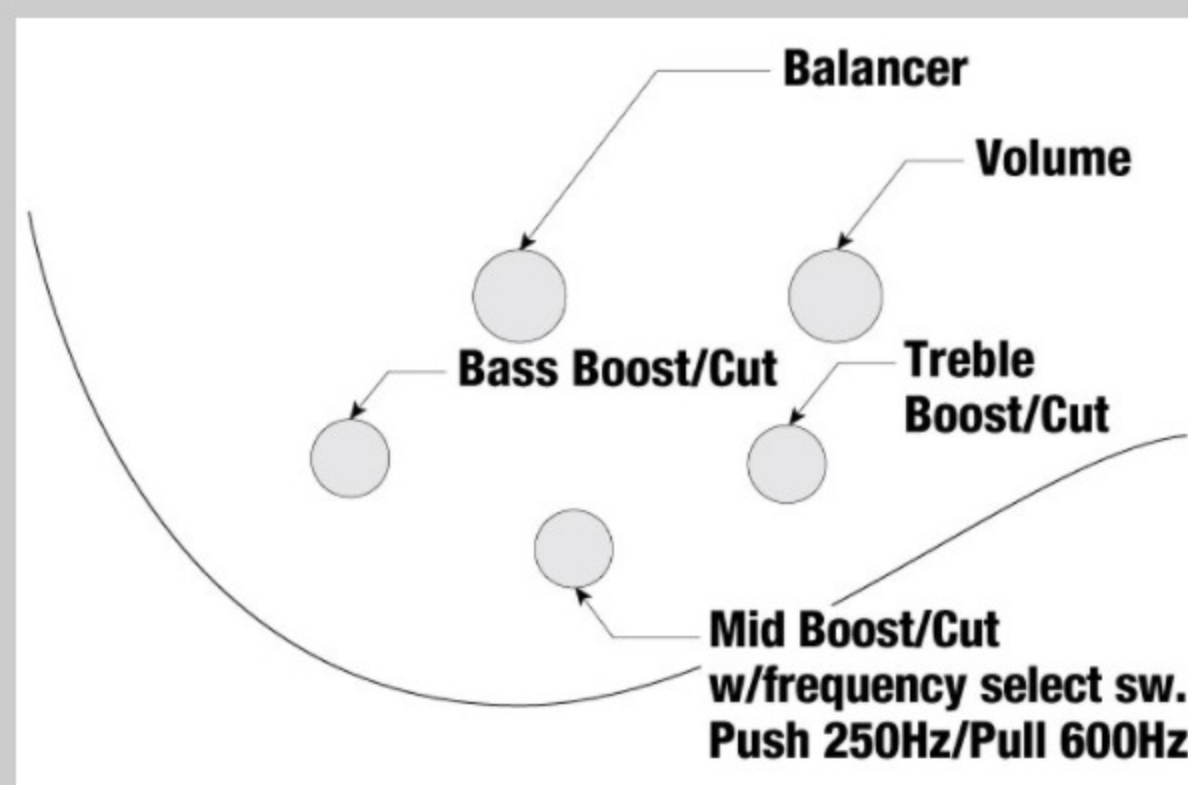 Balancer
Volume
Bass Boost/Cut
Treble
Boost/Cut
Mid Boost/Cut
w/frequency select sw.
Push 250Hz/Pull 600Hz